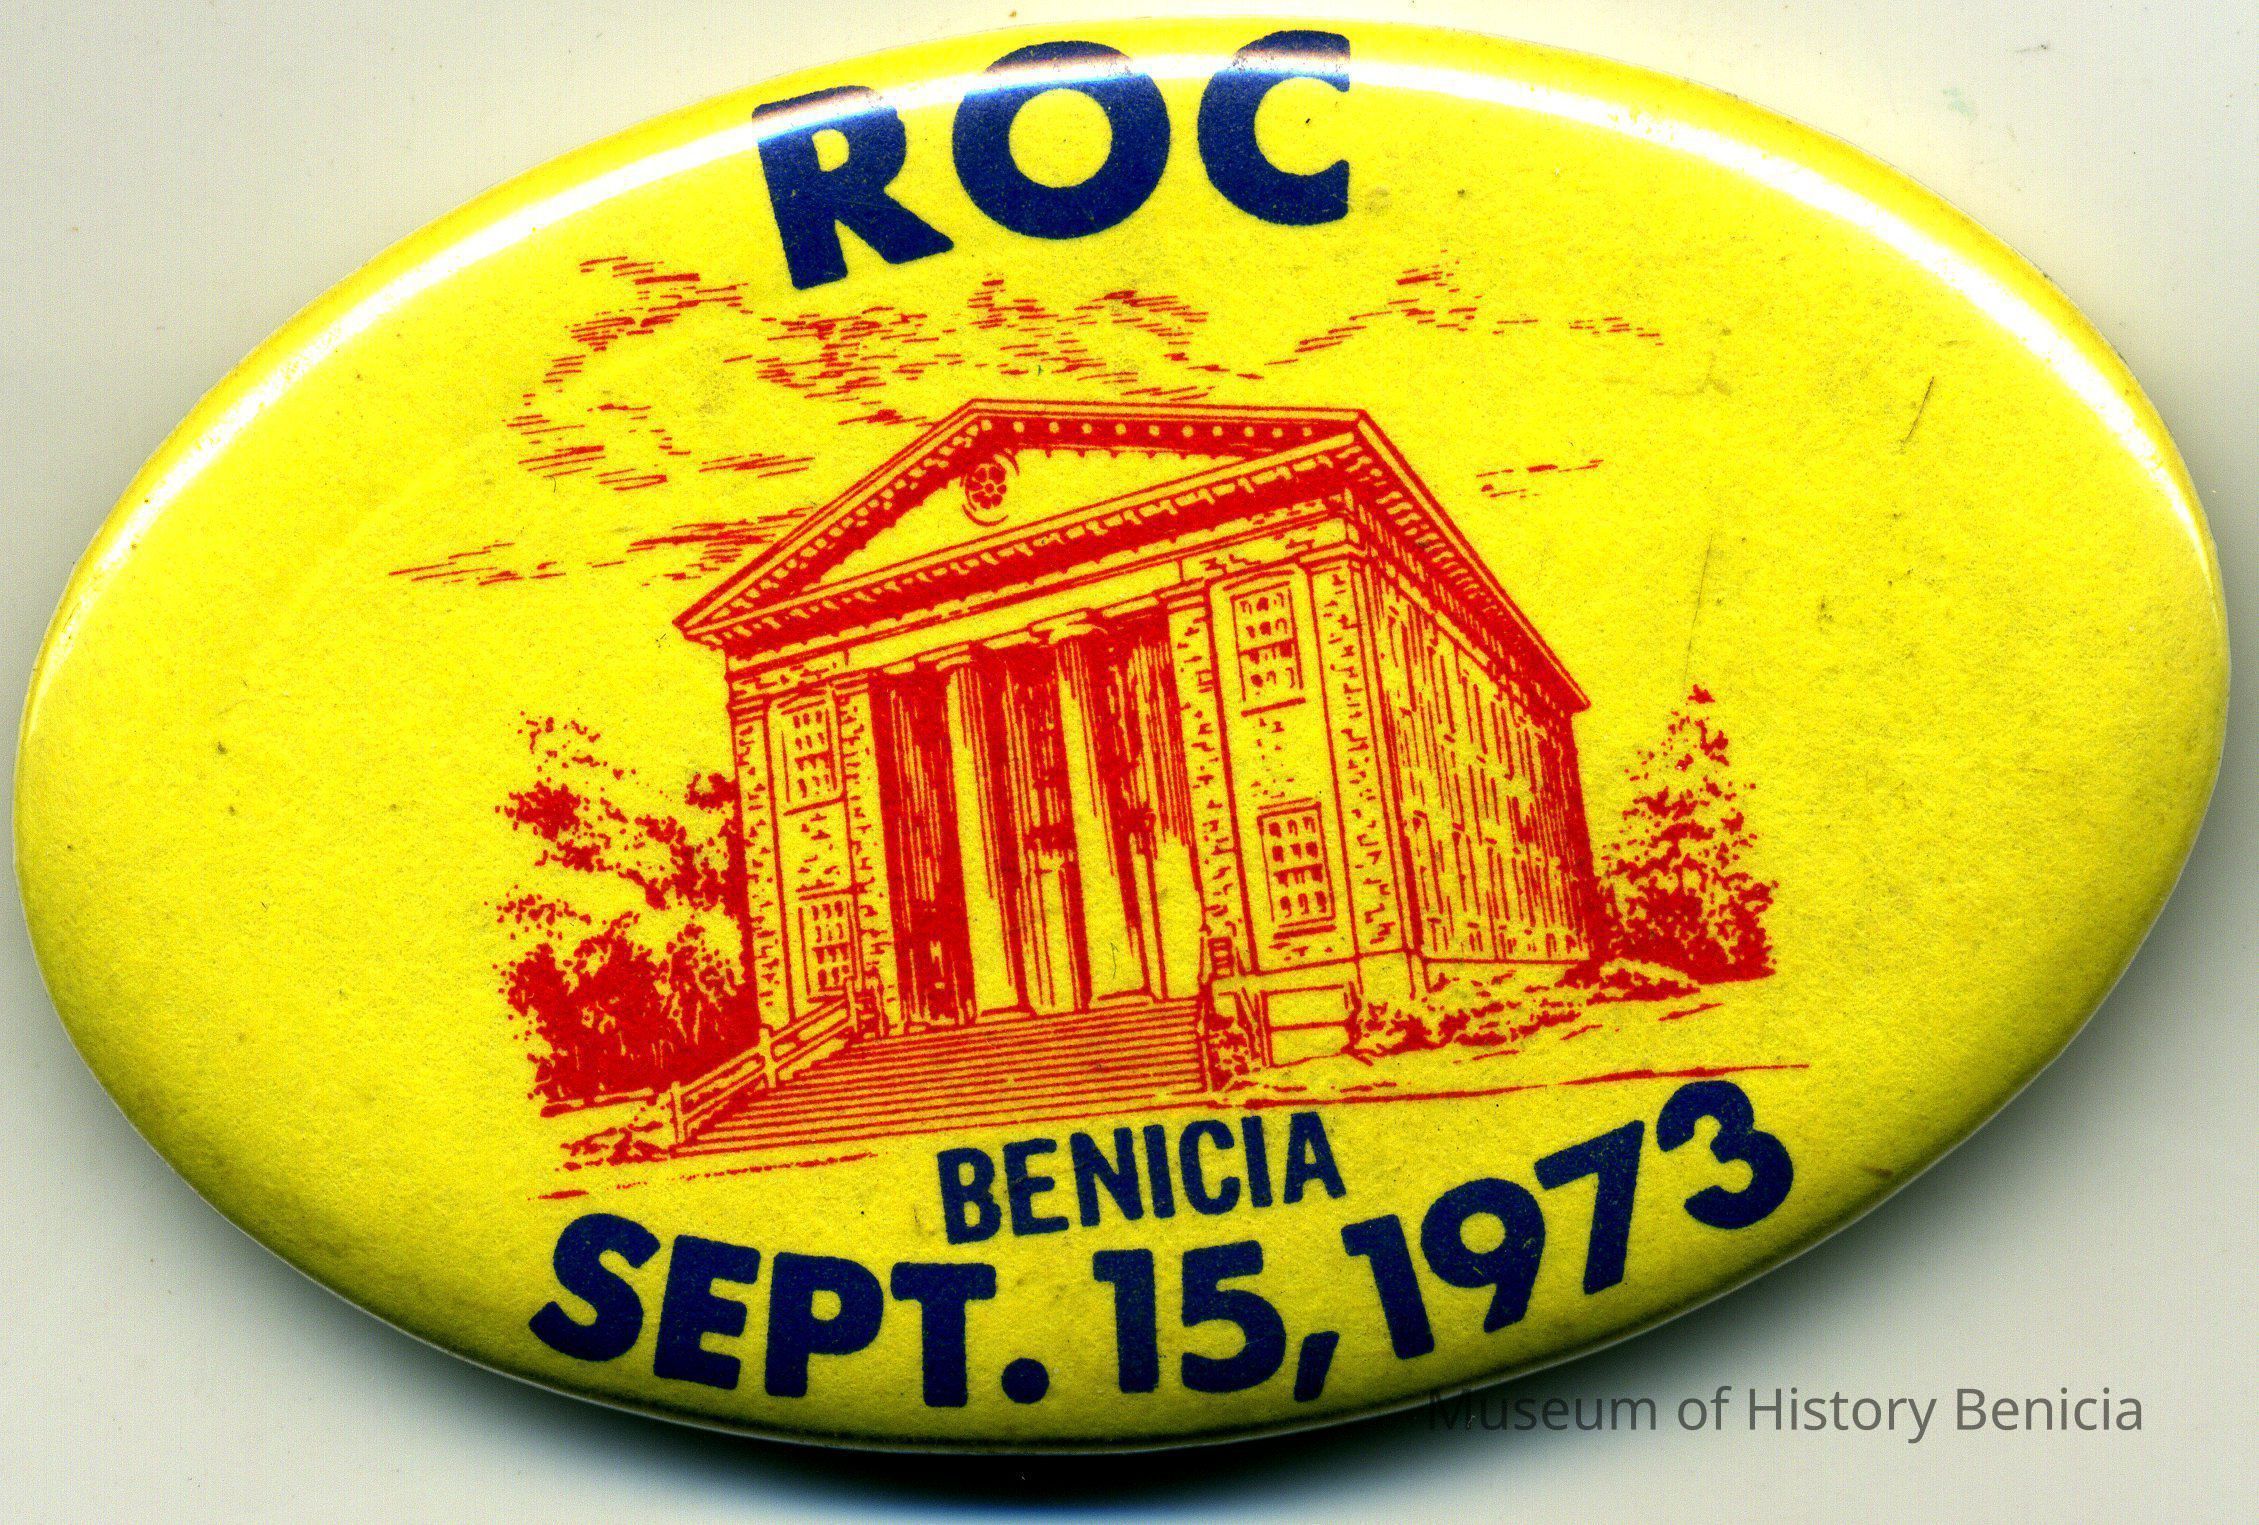 ROC
BENICIA
SEPT. 15, 1973
Museum of History Benicia